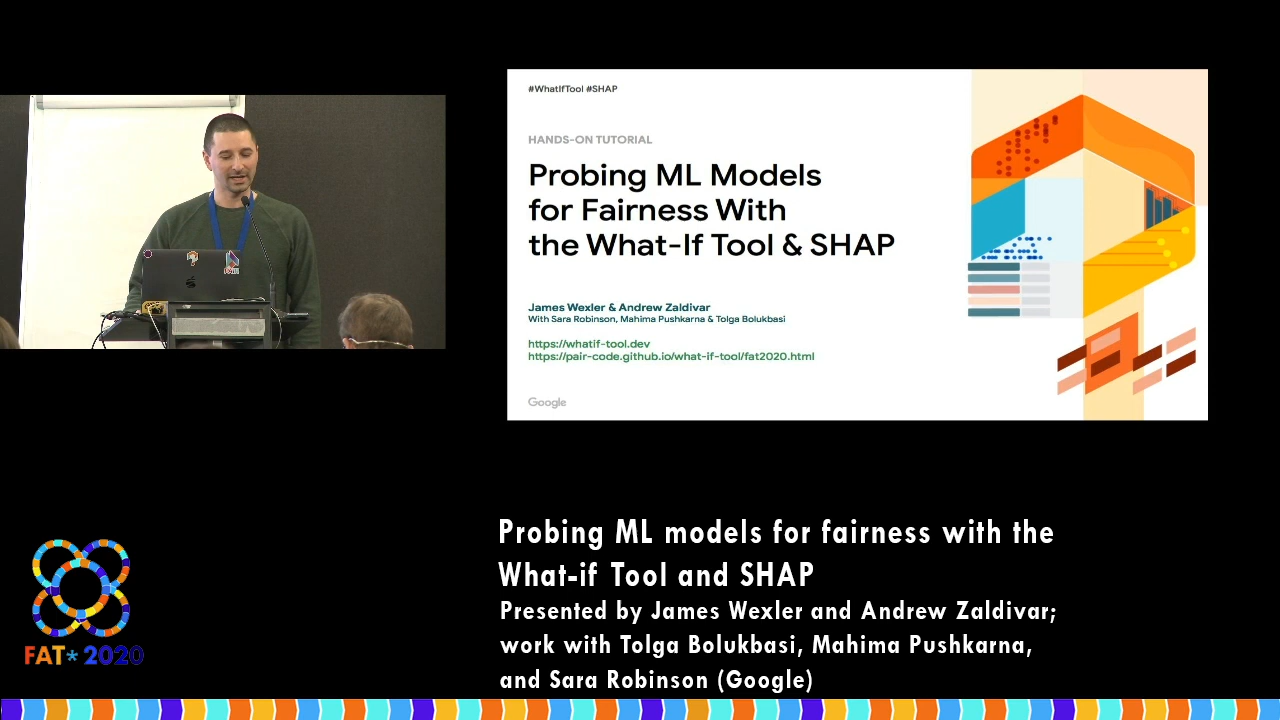 #WhatIfTool #SHAP
HANDS-ON TUTORIAL
Probing ML Models
for Fairness With
the What-If Tool & SHAP
James Wexler & Andrew Zaldivar
With Sara Robinson, Mahima Pushkarna & Tolga Bolukbasi
https://whatif-tool.dev
https://pair-code.github.io/what-if-tool/fat2020.html
Google
Probing ML models for fairness with the
What-if Tool and SHAP
Presented by James Wexler and Andrew Zaldivar;
work with Tolga Bolukbasi, Mahima Pushkarna,
and Sara Robinson (Google)
FAT* 2020